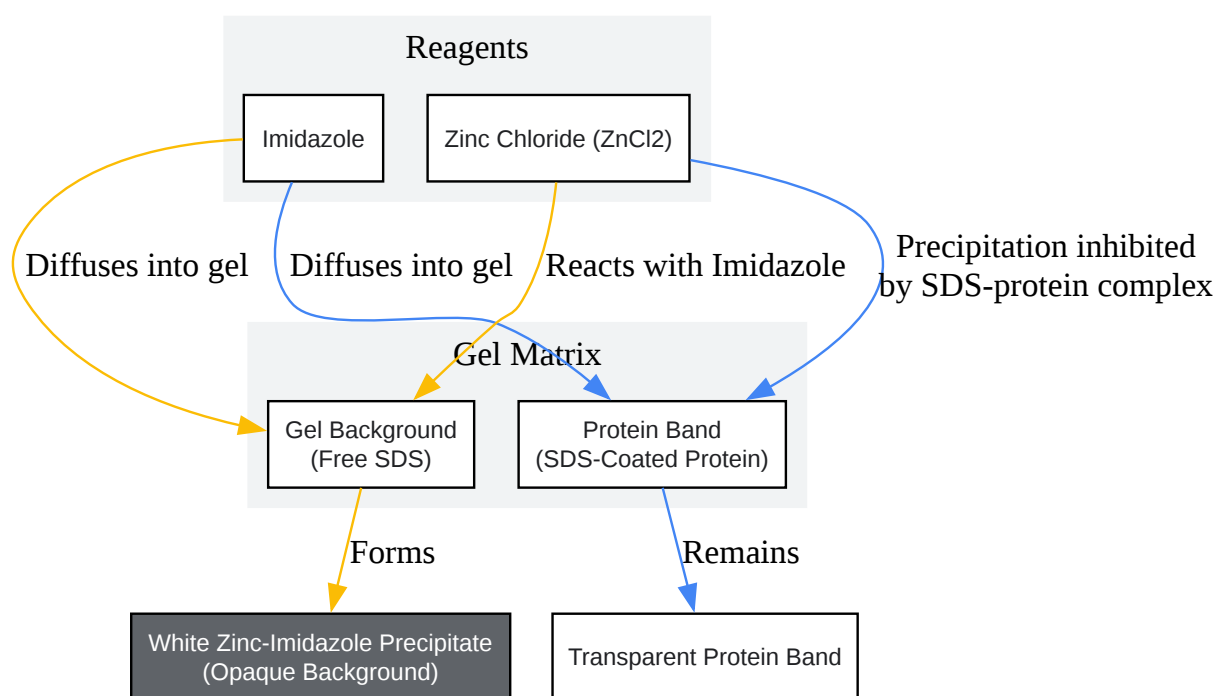 Reagents
Imidazole
Zinc Chloride (ZnCl2)
Diffuses into gel
Diffuses into gel
Reacts with Imidazole
Precipitation inhibited
by SDS-protein complex
Gel Matrix
Gel Background
(Free SDS)
Protein Band
(SDS-Coated Protein)
Forms
Remains
White Zinc-Imidazole Precipitate
(Opaque Background)
Transparent Protein Band